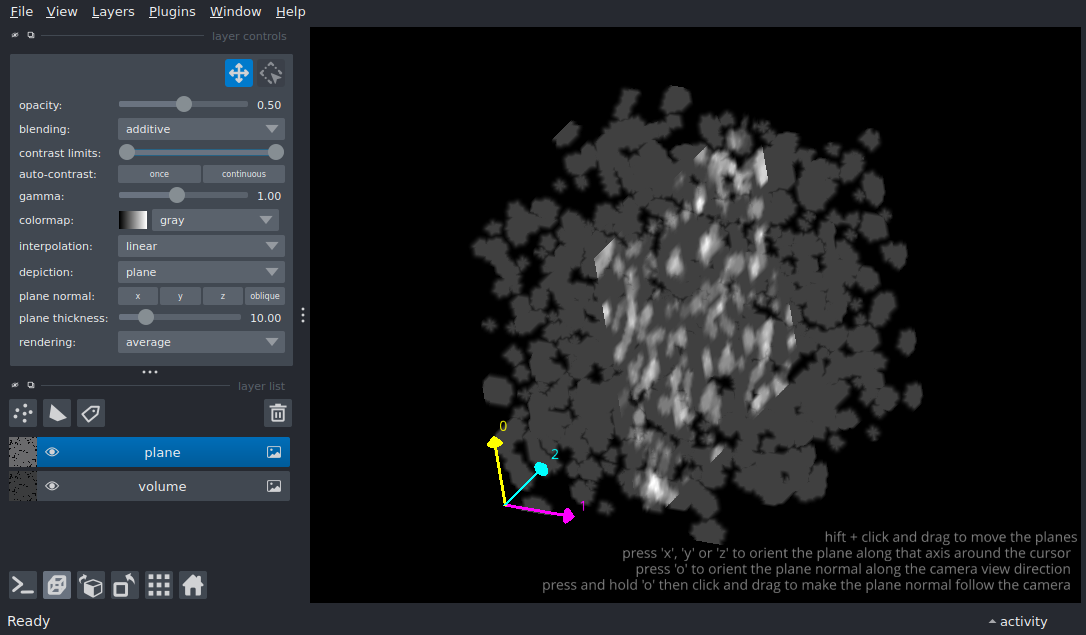 File View Layers Plugins Window Help
layer controls
opacity: 0.50
blending: additive
contrast limits:
auto-contrast: once continuous
gamma: 1.00
colormap: gray
interpolation: linear
depiction: plane
plane normal: x y z oblique
plane thickness: 10.00
rendering: average
layer list
plane
volume
0
2
1
hift + click and drag to move the planes
press 'x', 'y' or 'z' to orient the plane along that axis around the cursor
press 'o' to orient the plane normal along the camera view direction
press and hold 'o' then click and drag to make the plane normal follow the camera
Ready
activity